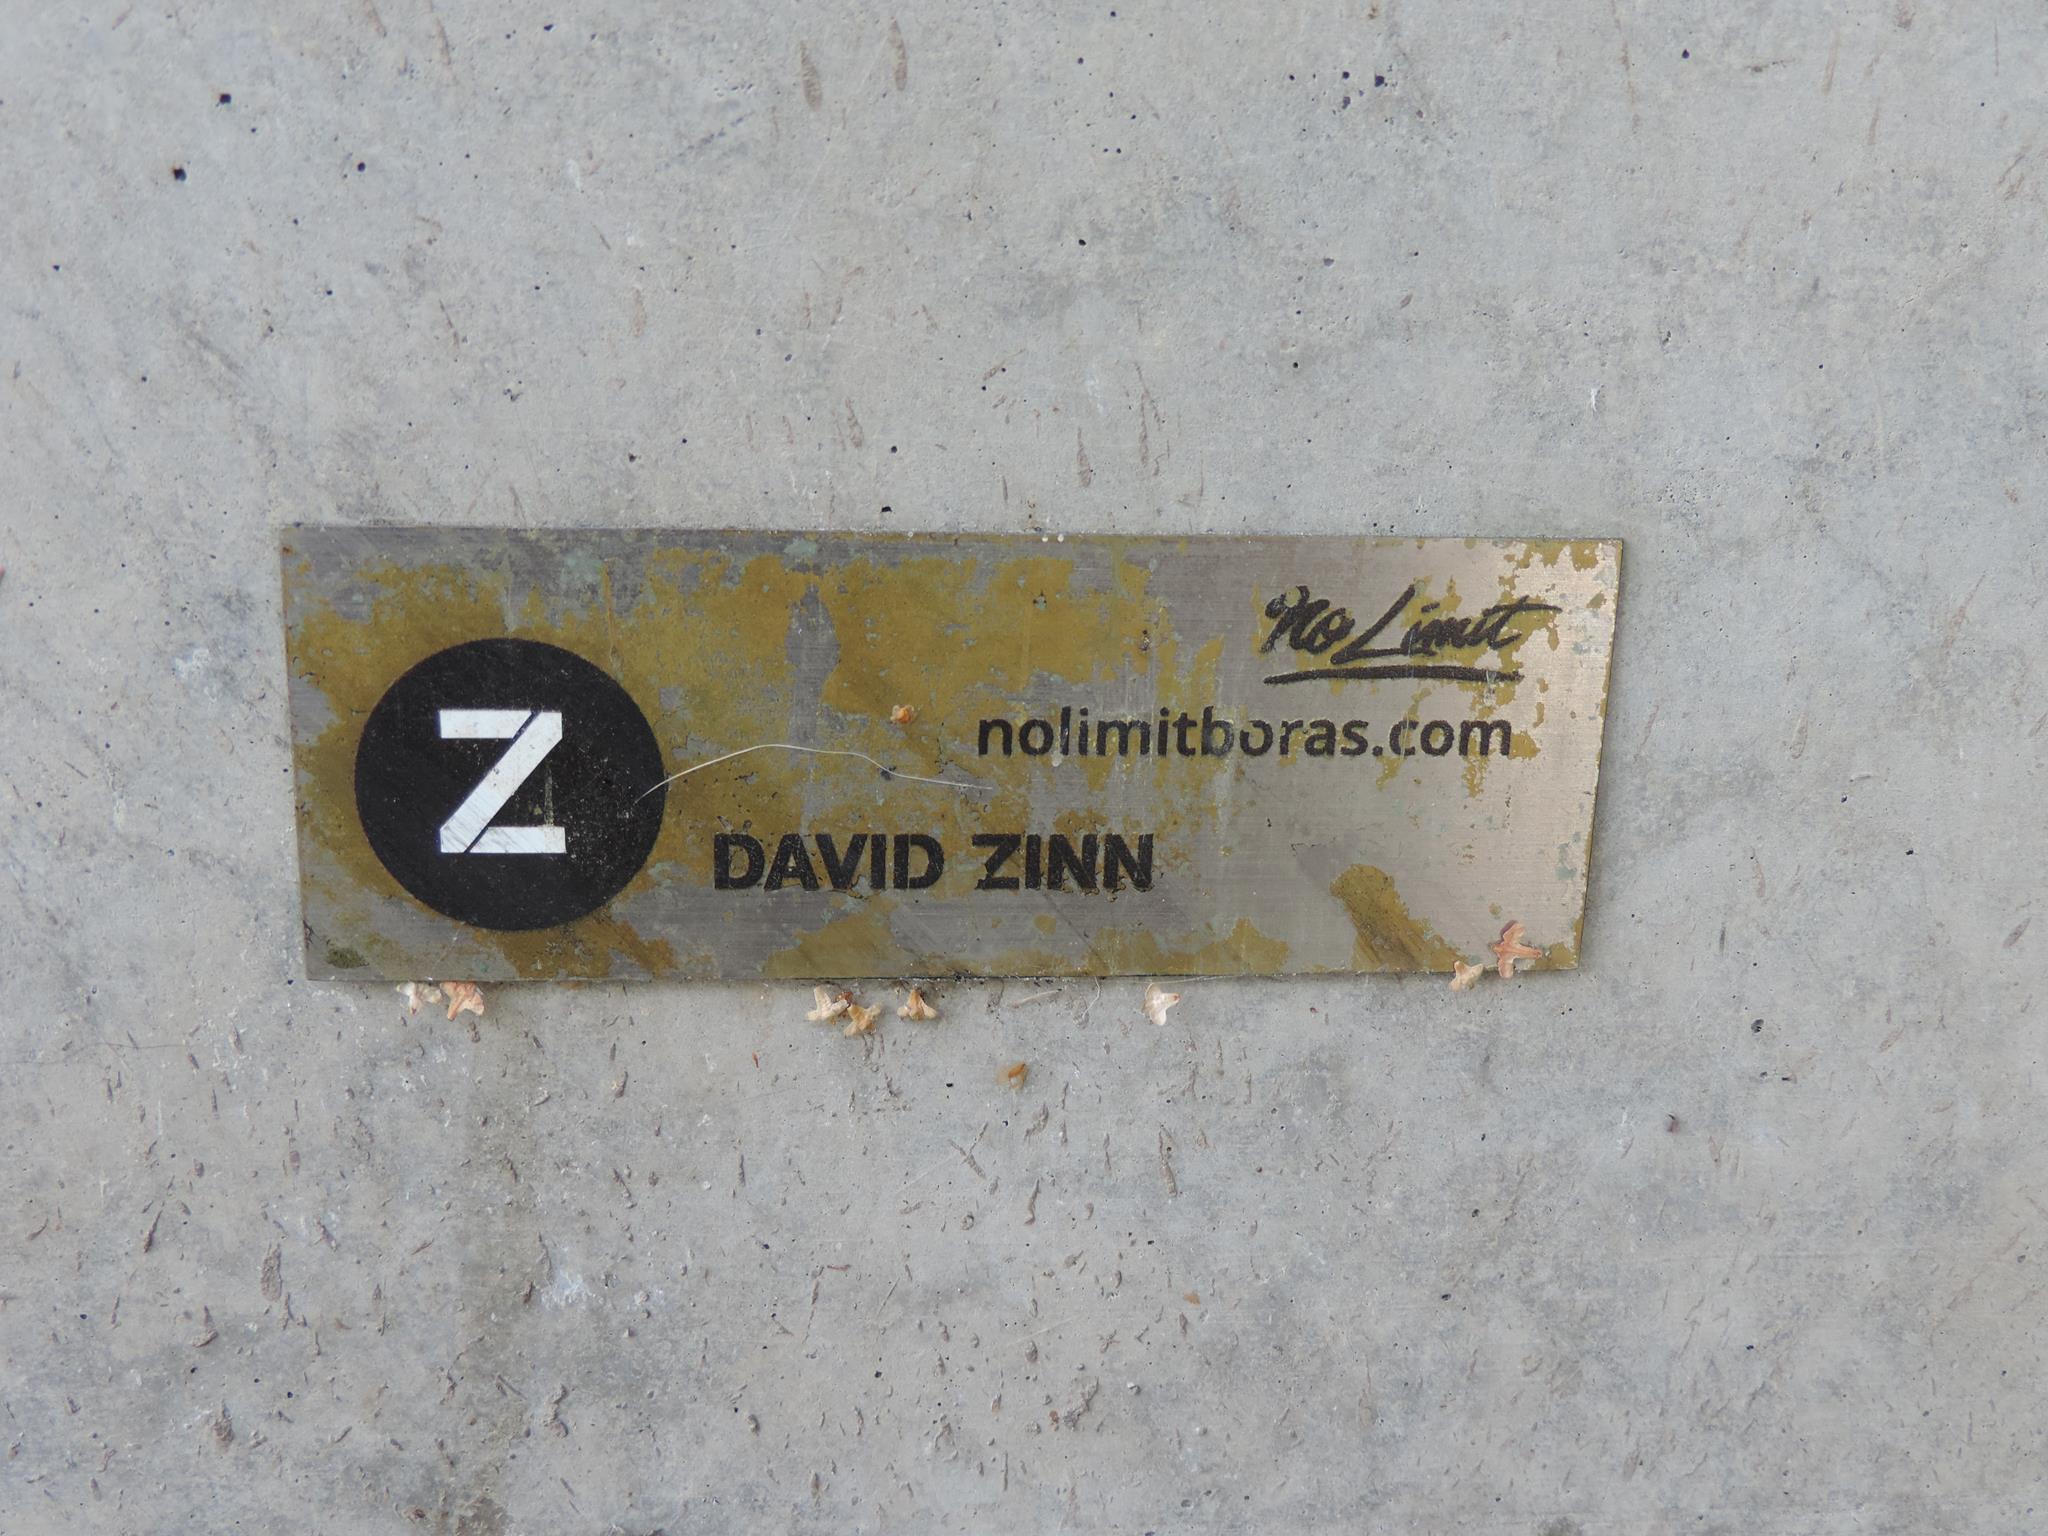 No Limit
nolimitboras.com
Z
DAVID ZINN